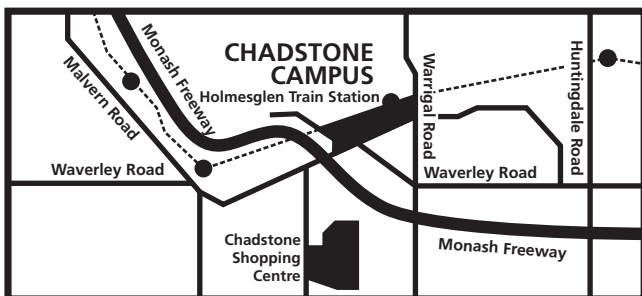 Monash Freeway
Malvern Road
CHADSTONE
CAMPUS
Holmesglen Train Station
Warrigal Road
Huntingdale Road
Waverley Road
Waverley Road
Chadstone
Shopping
Centre
Monash Freeway